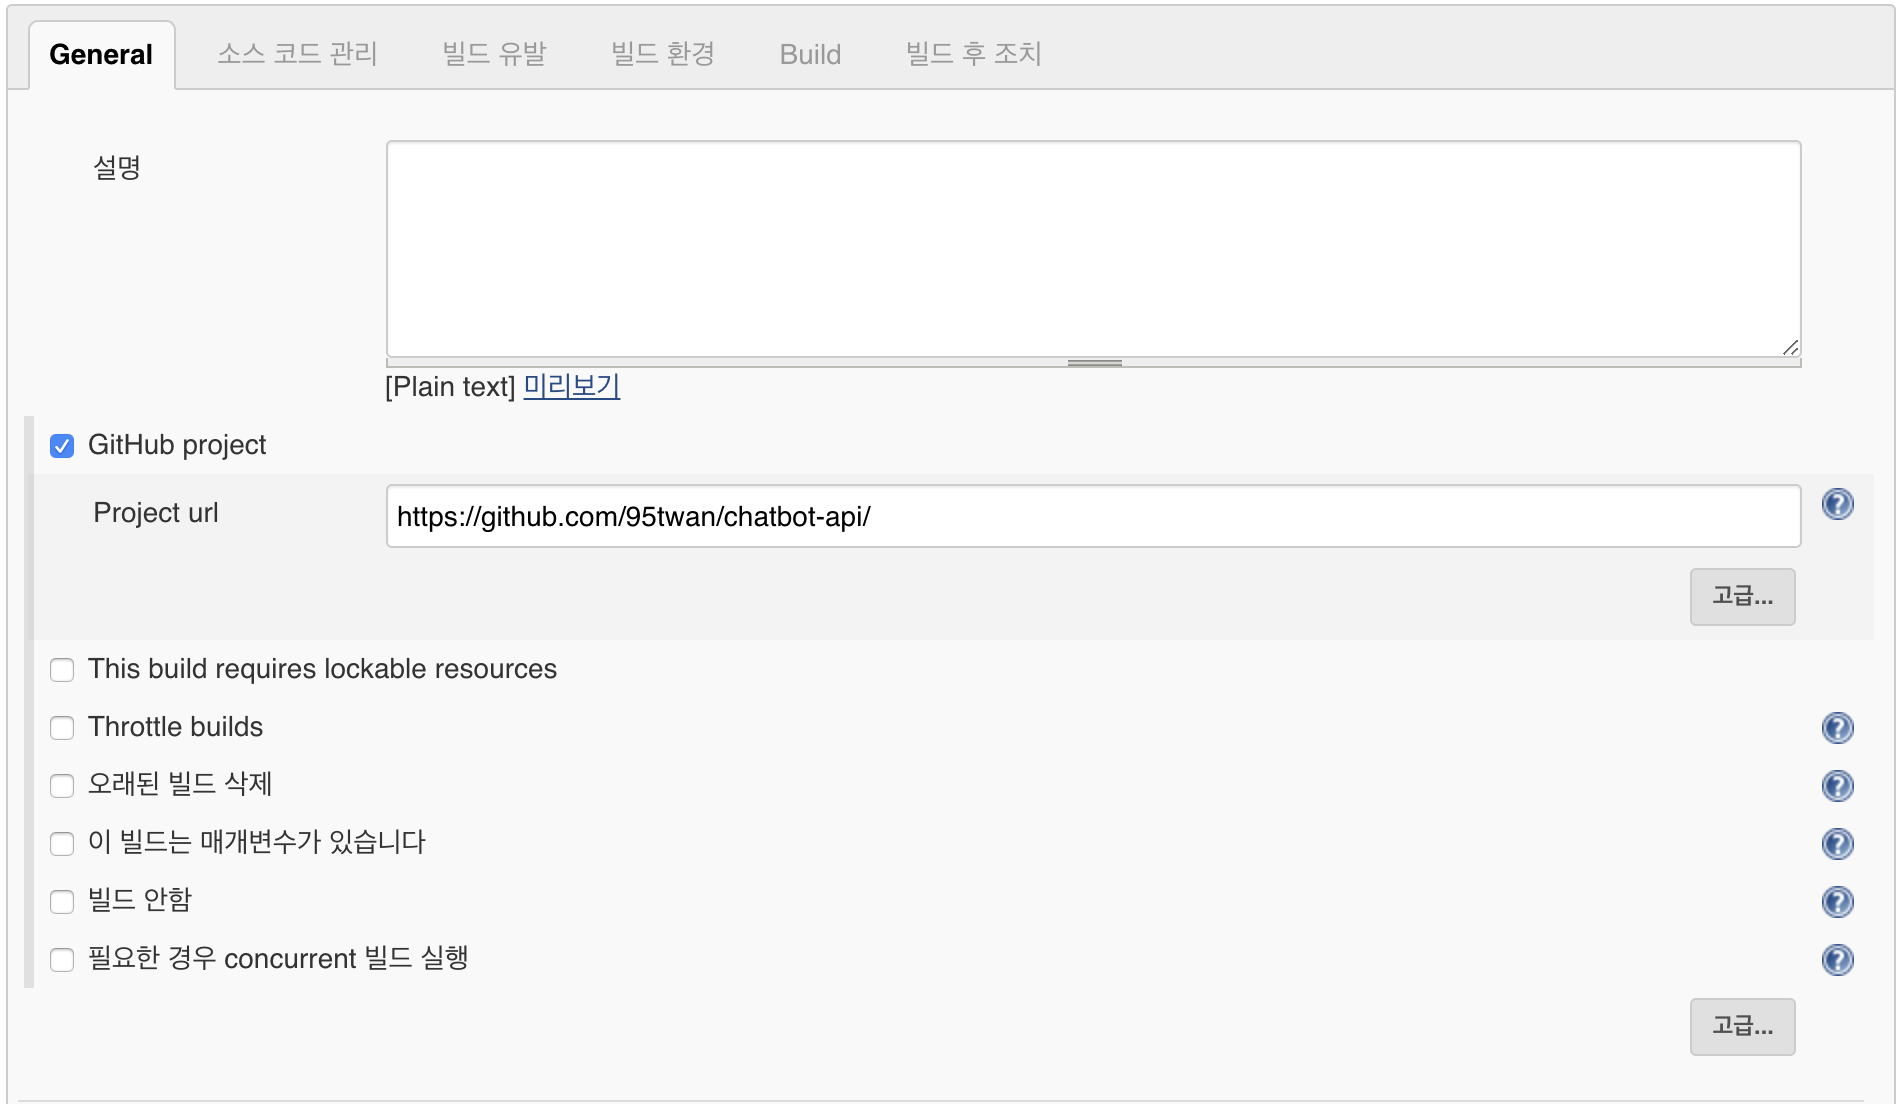 General 소스 코드 관리 빌드 유발 빌드 환경 Build 빌드 후 조치
설명
[Plain text] 미리보기
GitHub project
Project url https://github.com/95twan/chatbot-api/
고급...
This build requires lockable resources
Throttle builds
오래된 빌드 삭제
이 빌드는 매개변수가 있습니다
빌드 안함
필요한 경우 concurrent 빌드 실행
고급...